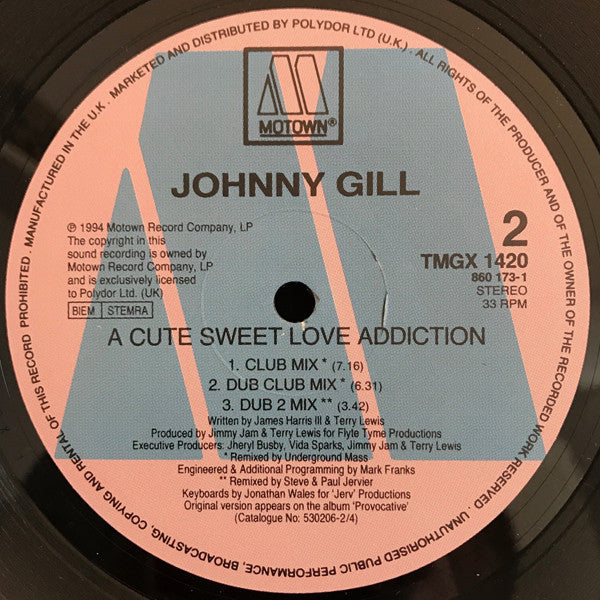 MANUFACTURED IN THE U.K. MARKETED AND DISTRIBUTED BY POLYDOR LTD (U.K.) · ALL RIGHTS OF THE PRODUCER AND OF THE OWNER OF THE RECORDED WORK RESERVED · UNAUTHORISED PUBLIC PERFORMANCE, BROADCASTING, COPYING AND RENTAL OF THIS RECORD PROHIBITED ·
MOTOWN®
JOHNNY GILL
℗ 1994 Motown Record Company, LP
The copyright in this
sound recording is owned by
Motown Record Company, LP
and is exclusively licensed
to Polydor Ltd. (UK)
BIEM STEMRA
2
TMGX 1420
860 173-1
STEREO
33 RPM
A CUTE SWEET LOVE ADDICTION
1. CLUB MIX * (7.16)
2. DUB CLUB MIX * (6.31)
3. DUB 2 MIX ** (3.42)
Written by James Harris III & Terry Lewis
Produced by Jimmy Jam & Terry Lewis for Flyte Tyme Productions
Executive Producers: Jheryl Busby, Vida Sparks, Jimmy Jam & Terry Lewis
* Remixed by Underground Mass
Engineered & Additional Programming by Mark Franks
** Remixed by Steve & Paul Jervier
Keyboards by Jonathan Wales for 'Jerv' Productions
Original version appears on the album 'Provocative'
(Catalogue No: 530206-2/4)